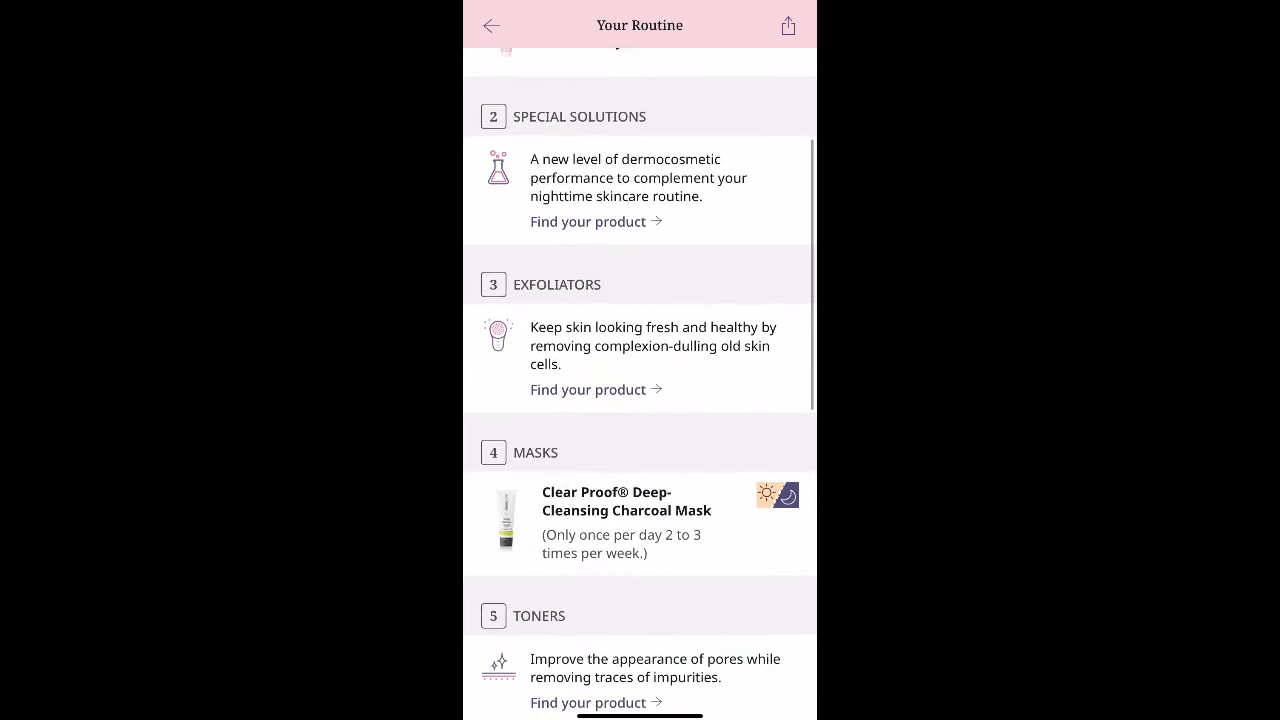 Your Routine
2 SPECIAL SOLUTIONS
A new level of dermocosmetic
performance to complement your
nighttime skincare routine.
Find your product →
3 EXFOLIATORS
Keep skin looking fresh and healthy by
removing complexion-dulling old skin
cells.
Find your product →
4 MASKS
Clear Proof® Deep-
Cleansing Charcoal Mask
(Only once per day 2 to 3
times per week.)
5 TONERS
Improve the appearance of pores while
removing traces of impurities.
Find your product →